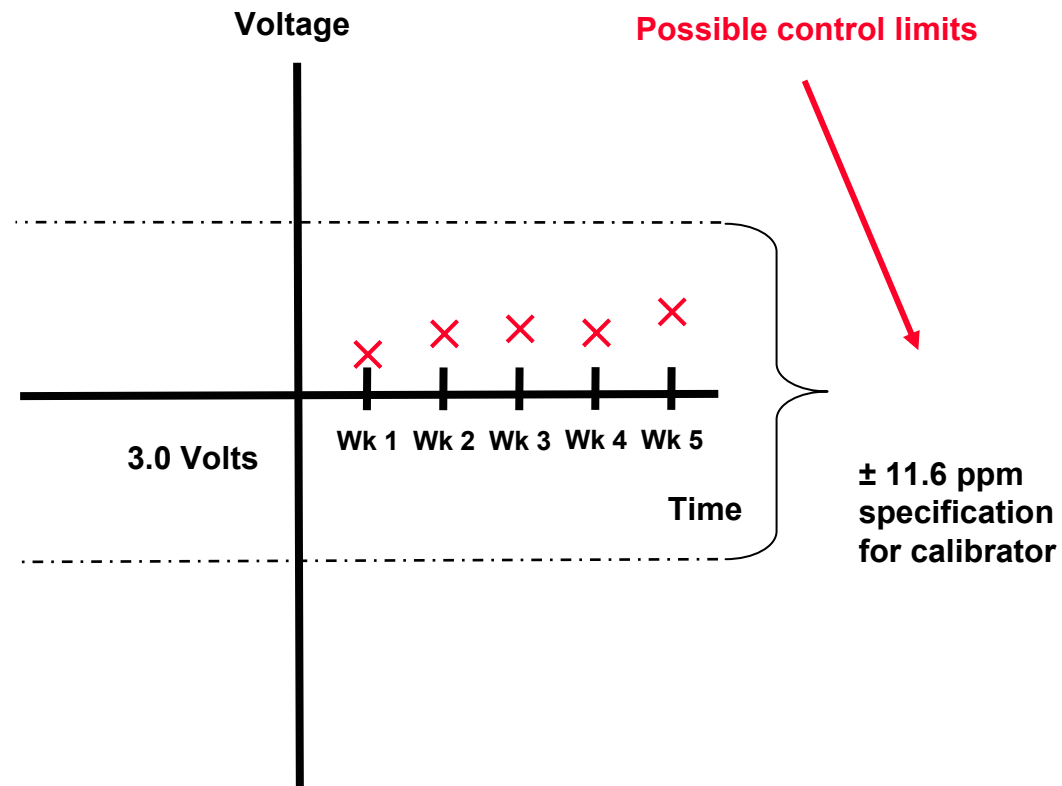 Voltage
Possible control limits
Wk 1 Wk 2 Wk 3 Wk 4 Wk 5
3.0 Volts
Time
± 11.6 ppm
specification
for calibrator